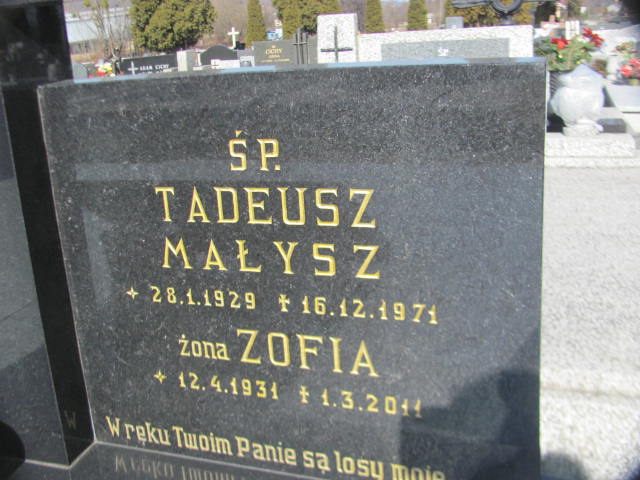 ŚP.
TADEUSZ
MAŁYSZ
28.1.1929 16.12.1971
żona ZOFIA
12.4.1931 1.3.2011
W ręku Twoim Panie są losy moje
CICHY